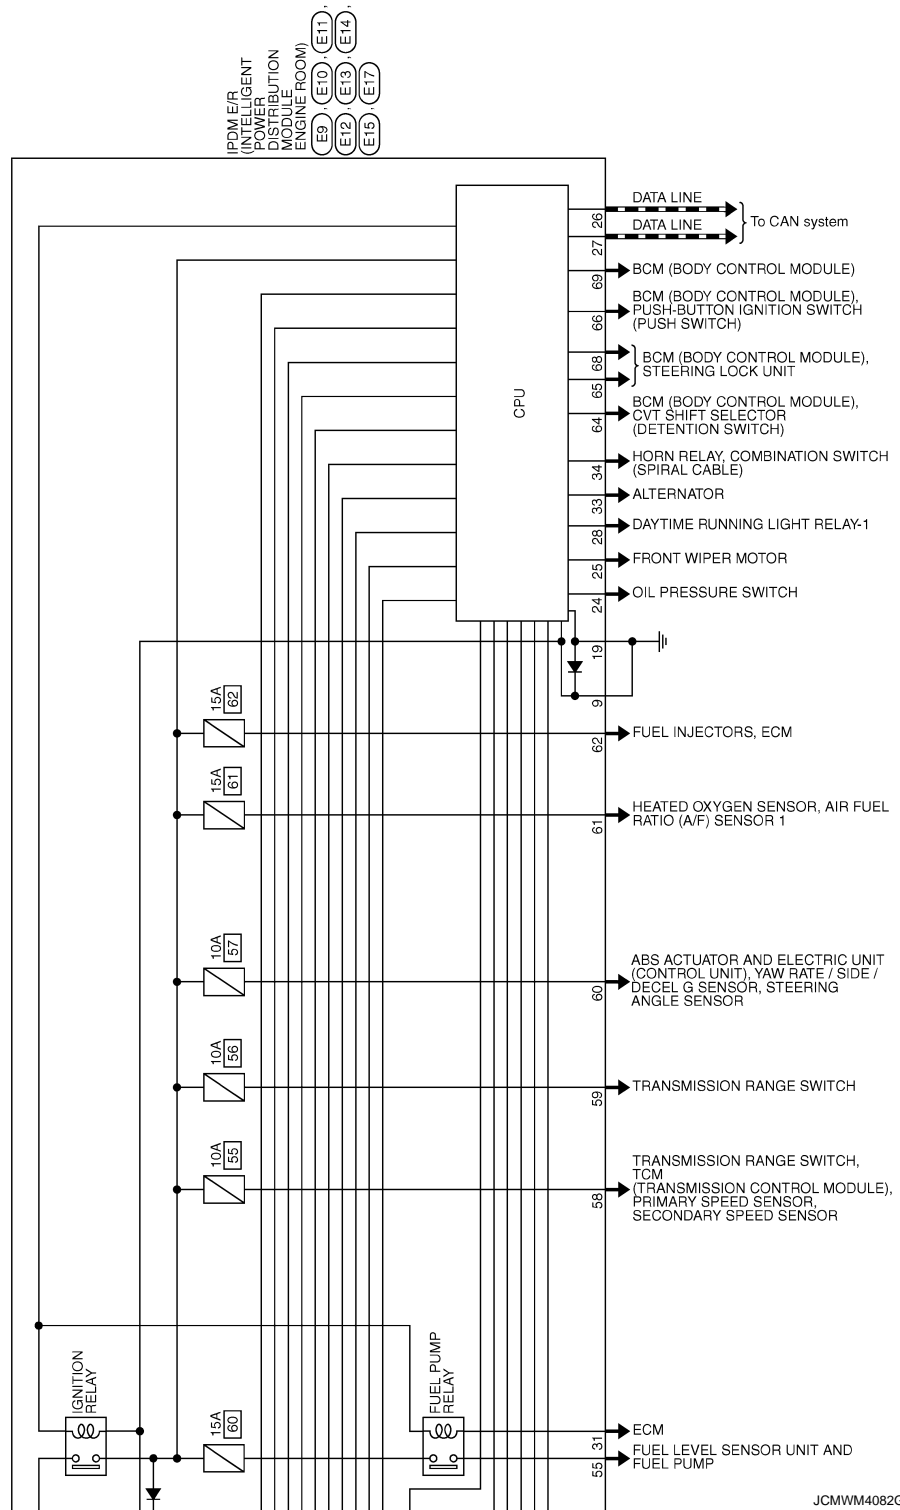 IPDM E/R
(INTELLIGENT
POWER
DISTRIBUTION
MODULE
ENGINE ROOM)
E9 , E10 , E11 ,
E12 , E13 , E14 ,
E15 , E17
CPU
26 DATA LINE
27 DATA LINE
To CAN system
69 BCM (BODY CONTROL MODULE)
66 BCM (BODY CONTROL MODULE),
PUSH-BUTTON IGNITION SWITCH
(PUSH SWITCH)
68
65
BCM (BODY CONTROL MODULE),
STEERING LOCK UNIT
64 BCM (BODY CONTROL MODULE),
CVT SHIFT SELECTOR
(DETENTION SWITCH)
34 HORN RELAY, COMBINATION SWITCH
(SPIRAL CABLE)
33 ALTERNATOR
28 DAYTIME RUNNING LIGHT RELAY-1
25 FRONT WIPER MOTOR
24 OIL PRESSURE SWITCH
19
9
15A 62
62 FUEL INJECTORS, ECM
15A 61
61 HEATED OXYGEN SENSOR, AIR FUEL
RATIO (A/F) SENSOR 1
10A 57
60 ABS ACTUATOR AND ELECTRIC UNIT
(CONTROL UNIT), YAW RATE / SIDE /
DECEL G SENSOR, STEERING
ANGLE SENSOR
10A 56
59 TRANSMISSION RANGE SWITCH
10A 55
58 TRANSMISSION RANGE SWITCH,
TCM
(TRANSMISSION CONTROL MODULE),
PRIMARY SPEED SENSOR,
SECONDARY SPEED SENSOR
IGNITION
RELAY
15A 60
FUEL PUMP
RELAY
31 ECM
55 FUEL LEVEL SENSOR UNIT AND
FUEL PUMP
JCMWM4082G